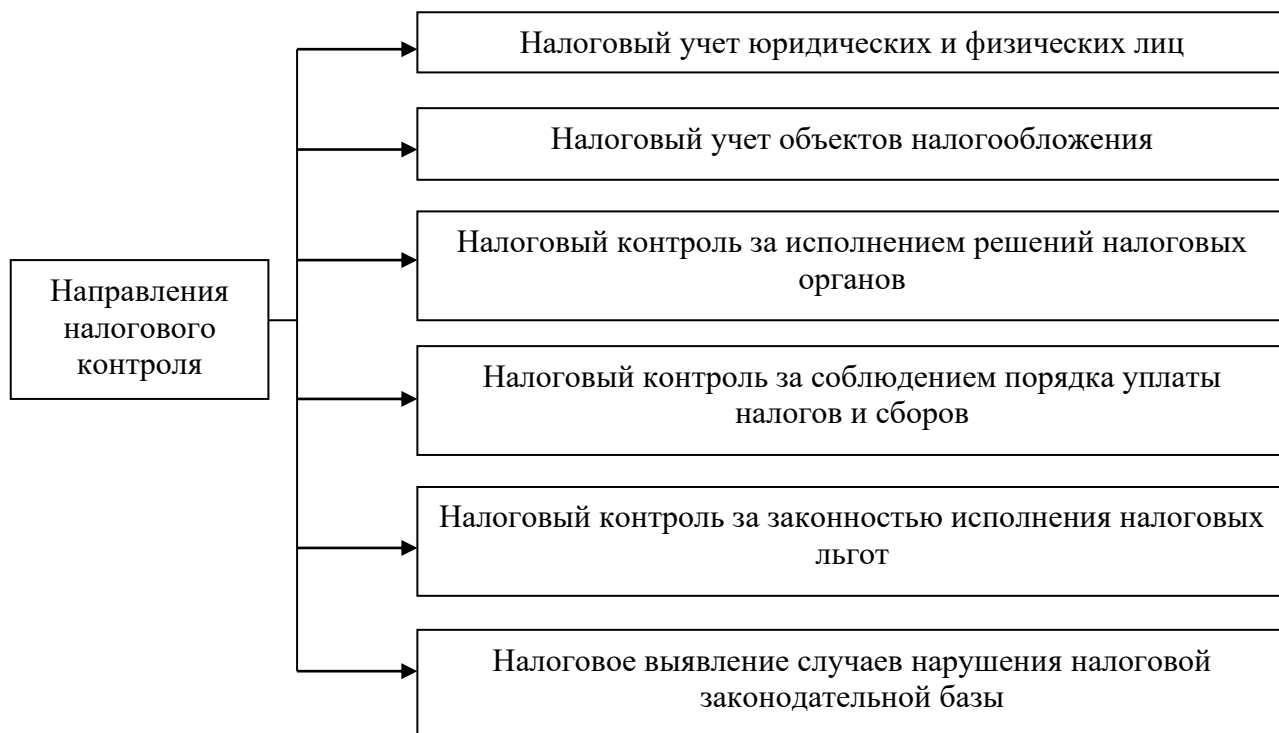 Налоговый учет юридических и физических лиц
Налоговый учет объектов налогообложения
Налоговый контроль за исполнением решений налоговых
органов
Направления
налогового
контроля
Налоговый контроль за соблюдением порядка уплаты
налогов и сборов
Налоговый контроль за законностью исполнения налоговых
льгот
Налоговое выявление случаев нарушения налоговой
законодательной базы